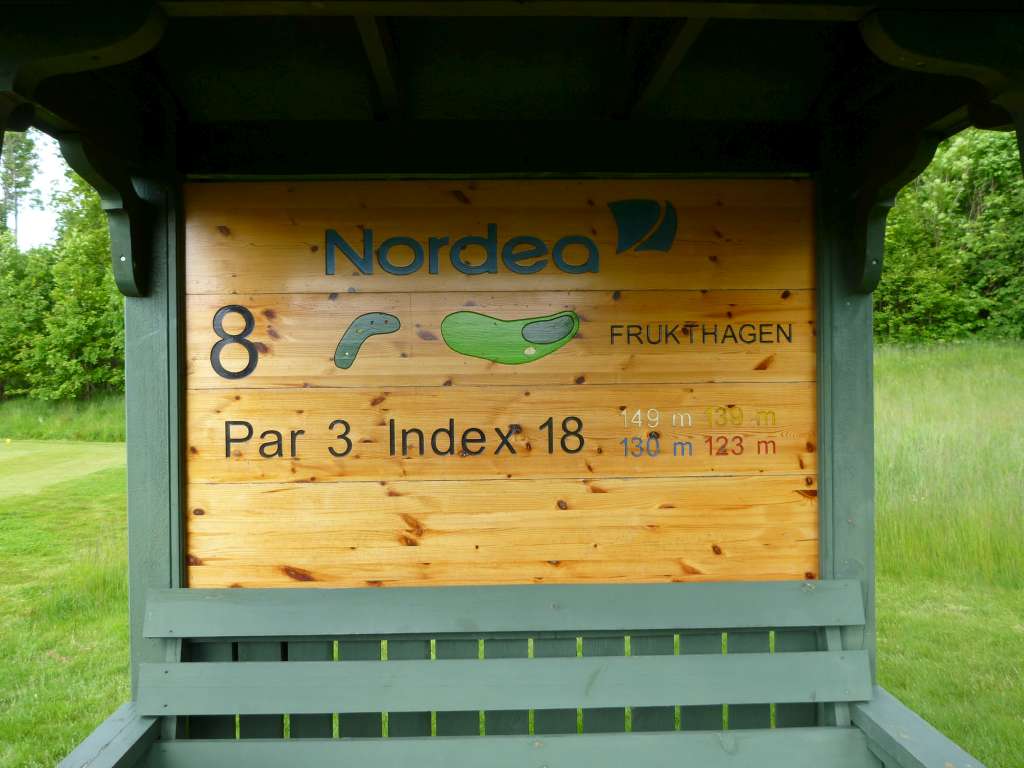 Nordea
8 FRUKTHAGEN
Par 3 Index 18 149 m 139 m
130 m 123 m